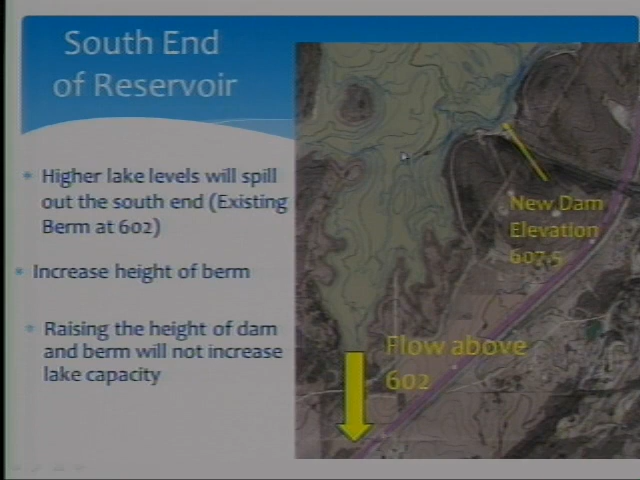 South End
of Reservoir
Higher lake levels will spill
out the south end (Existing
Berm at 602)
Increase height of berm
Raising the height of dam
and berm will not increase
lake capacity
New Dam
Elevation
607.5
Flow above
602